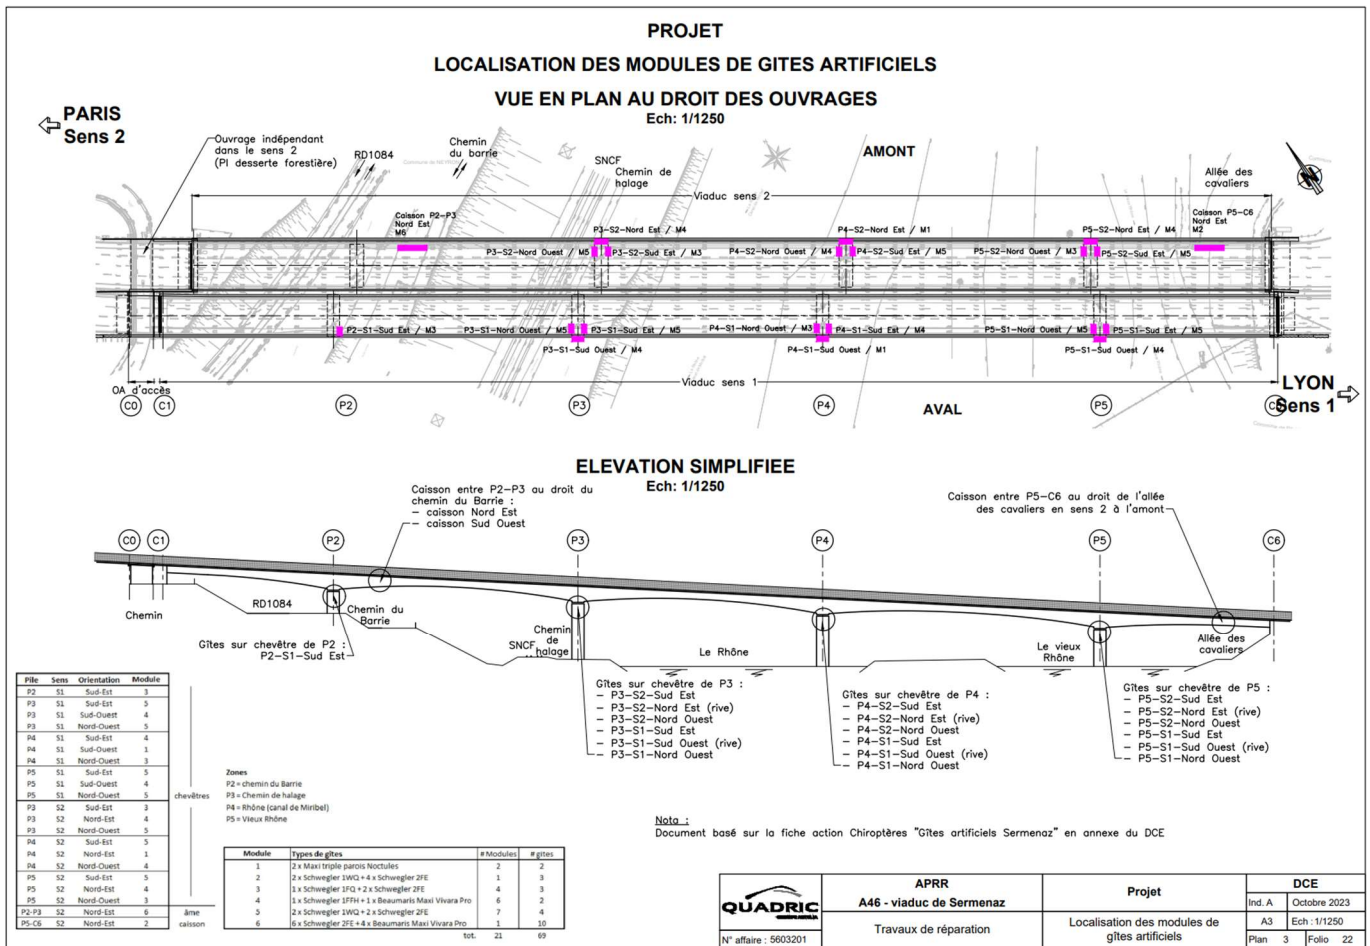 PROJET
LOCALISATION DES MODULES DE GITES ARTIFICIELS
VUE EN PLAN AU DROIT DES OUVRAGES
Ech: 1/1250
PARIS
Sens 2
Ouvrage indépendant
dans le sens 2
(PI desserte forestière)
RD1084
Chemin
du barrie
SNCF
Chemin de
halage
AMONT
Allée des
cavaliers
Viaduc sens 2
Caisson P2-P3
Nord Est
M6
P3-S2-Nord Est / M4
P4-S2-Nord Est / M1
P5-S2-Nord Est / M4
Caisson P5-C6
Nord Est
M2
P3-S2-Nord Ouest / M5
P3-S2-Sud Est / M3
P4-S2-Nord Ouest / M4
P4-S2-Sud Est / M5
P5-S2-Nord Ouest / M3
P5-S2-Sud Est / M5
P2-S1-Sud Est / M3
P3-S1-Nord Ouest / M5
P3-S1-Sud Est / M5
P4-S1-Nord Ouest / M3
P4-S1-Sud Est / M4
P5-S1-Nord Ouest / M5
P5-S1-Sud Est / M5
P3-S1-Sud Ouest / M4
P4-S1-Sud Ouest / M1
P5-S1-Sud Ouest / M4
OA d'accès
Viaduc sens 1
LYON
Sens 1
C0
C1
P2
P3
P4
AVAL
P5
ELEVATION SIMPLIFIEE
Ech: 1/1250
Caisson entre P2-P3 au droit du
chemin du Barrie :
- caisson Nord Est
- caisson Sud Ouest
Caisson entre P5-C6 au droit de l'allée
des cavaliers en sens 2 à l'amont
C0
C1
P2
P3
P4
P5
C6
Chemin
RD1084
Chemin du
Barrie
SNCF
Chemin
de
halage
Le Rhône
Le vieux
Rhône
Allée des
cavaliers
Gîtes sur chevêtre de P2 :
P2-S1-Sud Est
Gîtes sur chevêtre de P3 :
- P3-S2-Sud Est
- P3-S2-Nord Est (rive)
- P3-S2-Nord Ouest
- P3-S1-Sud Est
- P3-S1-Sud Ouest (rive)
- P3-S1-Nord Ouest
Gîtes sur chevêtre de P4 :
- P4-S2-Sud Est
- P4-S2-Nord Est (rive)
- P4-S2-Nord Ouest
- P4-S1-Sud Est
- P4-S1-Sud Ouest (rive)
- P4-S1-Nord Ouest
Gîtes sur chevêtre de P5 :
- P5-S2-Sud Est
- P5-S2-Nord Est (rive)
- P5-S2-Nord Ouest
- P5-S1-Sud Est
- P5-S1-Sud Ouest (rive)
- P5-S1-Nord Ouest
Pile Sens Orientation Module
P2 S1 Sud-Est 3
P3 S1 Sud-Est 5
P3 S1 Sud-Ouest 4
P3 S1 Nord-Ouest 5
P4 S1 Sud-Est 4
P4 S1 Sud-Ouest 1
P4 S1 Nord-Ouest 3
P5 S1 Sud-Est 5
P5 S1 Sud-Ouest 4
P5 S1 Nord-Ouest 5
P3 S2 Sud-Est 3
P3 S2 Nord-Est 4
P3 S2 Nord-Ouest 5
P4 S2 Sud-Est 5
P4 S2 Nord-Est 1
P4 S2 Nord-Ouest 4
P5 S2 Sud-Est 5
P5 S2 Nord-Est 4
P5 S2 Nord-Ouest 3
P2-P3 S2 Nord-Est 6
P5-C6 S2 Nord-Est 2
chevêtres
âme
caisson
Zones
P2 = chemin du Barrie
P3 = Chemin de halage
P4 = Rhône (canal de Miribel)
P5 = Vieux Rhône
Module Types de gîtes # Modules # gîtes
1 2 x Maxi triple parois Noctules 2 2
2 2 x Schwegler 1WQ + 4 x Schwegler 2FE 1 3
3 1 x Schwegler 1FQ + 2 x Schwegler 2FE 4 3
4 1 x Schwegler 1FFH + 1 x Beaumaris Maxi Vivara Pro 6 2
5 2 x Schwegler 1WQ + 2 x Schwegler 2FE 7 4
6 6 x Schwegler 2FE + 4 x Beaumaris Maxi Vivara Pro 1 10
tot. 21 69
Nota :
Document basé sur la fiche action Chiroptères "Gîtes artificiels Sermenaz" en annexe du DCE
QUADRIC
N° affaire : 5603201
APRR
A46 - viaduc de Sermenaz
Travaux de réparation
Projet
Localisation des modules de
gîtes artificiels
DCE
Ind. A Octobre 2023
A3 Ech : 1/1250
Plan 3 Folio 22